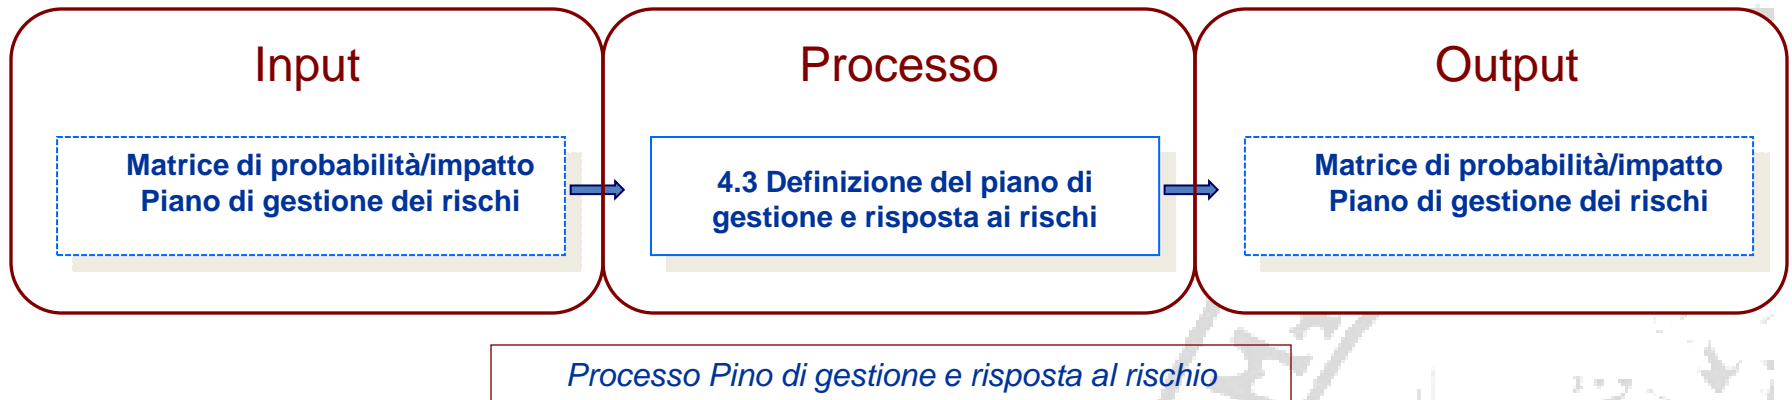 Input
Matrice di probabilità/impatto
Piano di gestione dei rischi
Processo
4.3 Definizione del piano di
gestione e risposta ai rischi
Output
Matrice di probabilità/impatto
Piano di gestione dei rischi
Processo Pino di gestione e risposta al rischio